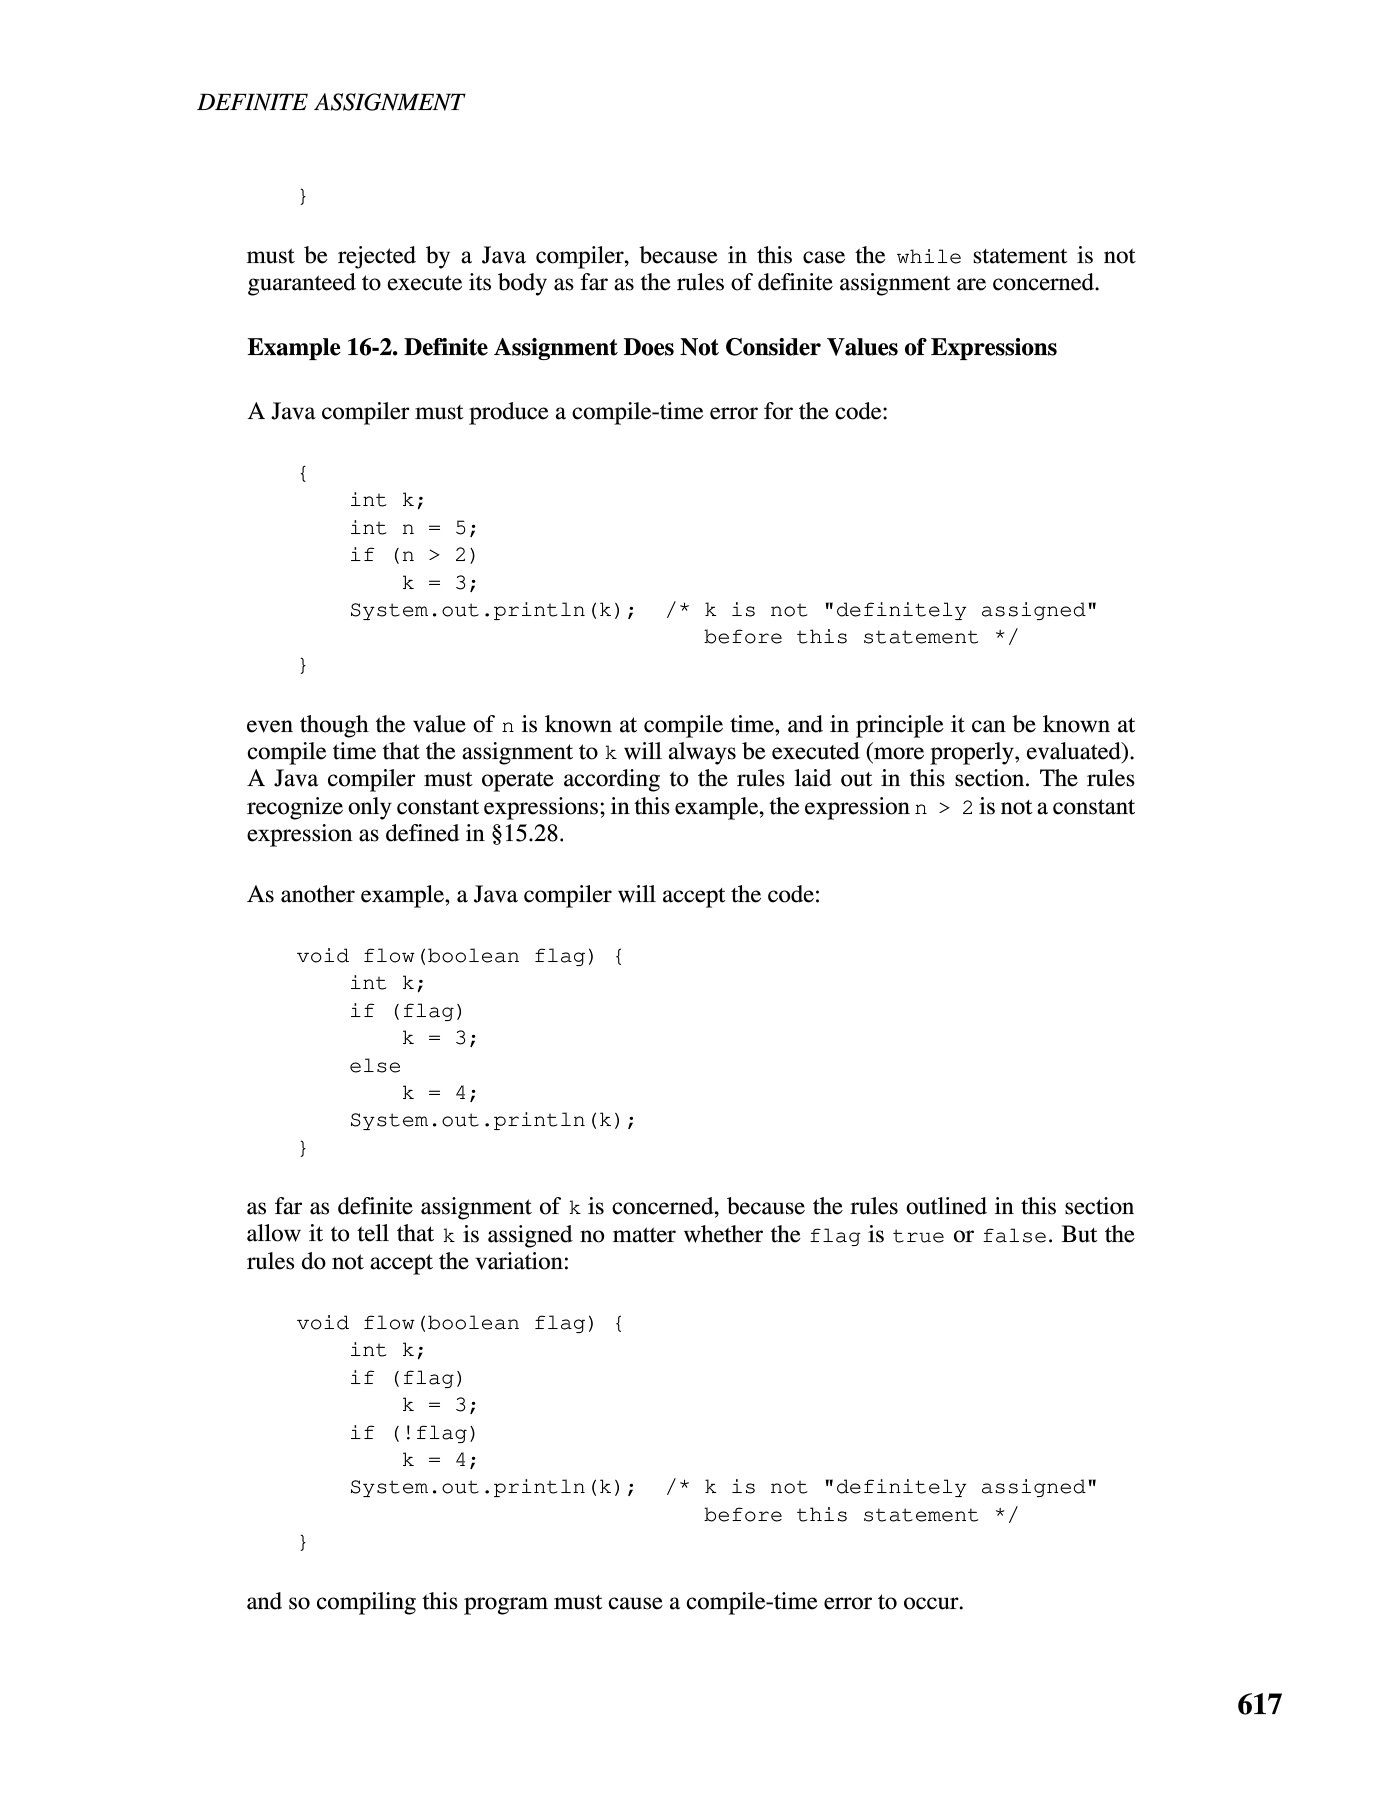 DEFINITE ASSIGNMENT
}
must be rejected by a Java compiler, because in this case the while statement is not
guaranteed to execute its body as far as the rules of definite assignment are concerned.
Example 16-2. Definite Assignment Does Not Consider Values of Expressions
A Java compiler must produce a compile-time error for the code:
{
    int k;
    int n = 5;
    if (n > 2)
        k = 3;
    System.out.println(k);  /* k is not "definitely assigned"
                               before this statement */
}
even though the value of n is known at compile time, and in principle it can be known at
compile time that the assignment to k will always be executed (more properly, evaluated).
A Java compiler must operate according to the rules laid out in this section. The rules
recognize only constant expressions; in this example, the expression n > 2 is not a constant
expression as defined in §15.28.
As another example, a Java compiler will accept the code:
void flow(boolean flag) {
    int k;
    if (flag)
        k = 3;
    else
        k = 4;
    System.out.println(k);
}
as far as definite assignment of k is concerned, because the rules outlined in this section
allow it to tell that k is assigned no matter whether the flag is true or false. But the
rules do not accept the variation:
void flow(boolean flag) {
    int k;
    if (flag)
        k = 3;
    if (!flag)
        k = 4;
    System.out.println(k);  /* k is not "definitely assigned"
                               before this statement */
}
and so compiling this program must cause a compile-time error to occur.
617